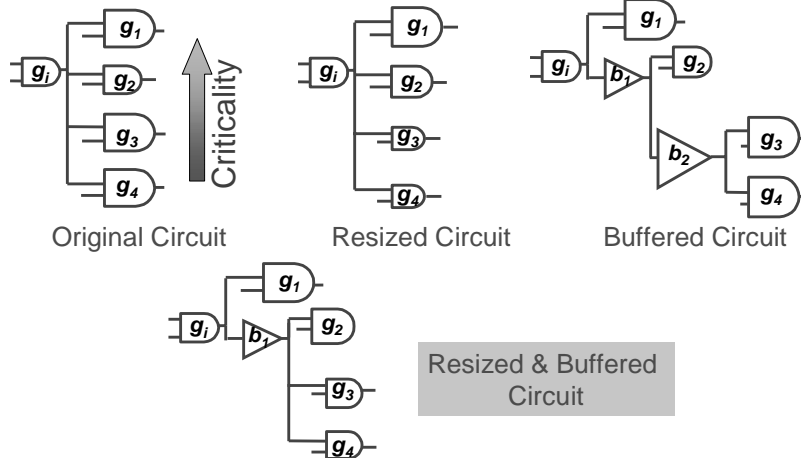 g1
gi
g2
g3
g4
Criticality
Original Circuit
g1
gi
g2
g3
g4
Resized Circuit
g1
gi
b1
g2
b2
g3
g4
Buffered Circuit
g1
gi
b1
g2
g3
g4
Resized & Buffered
Circuit